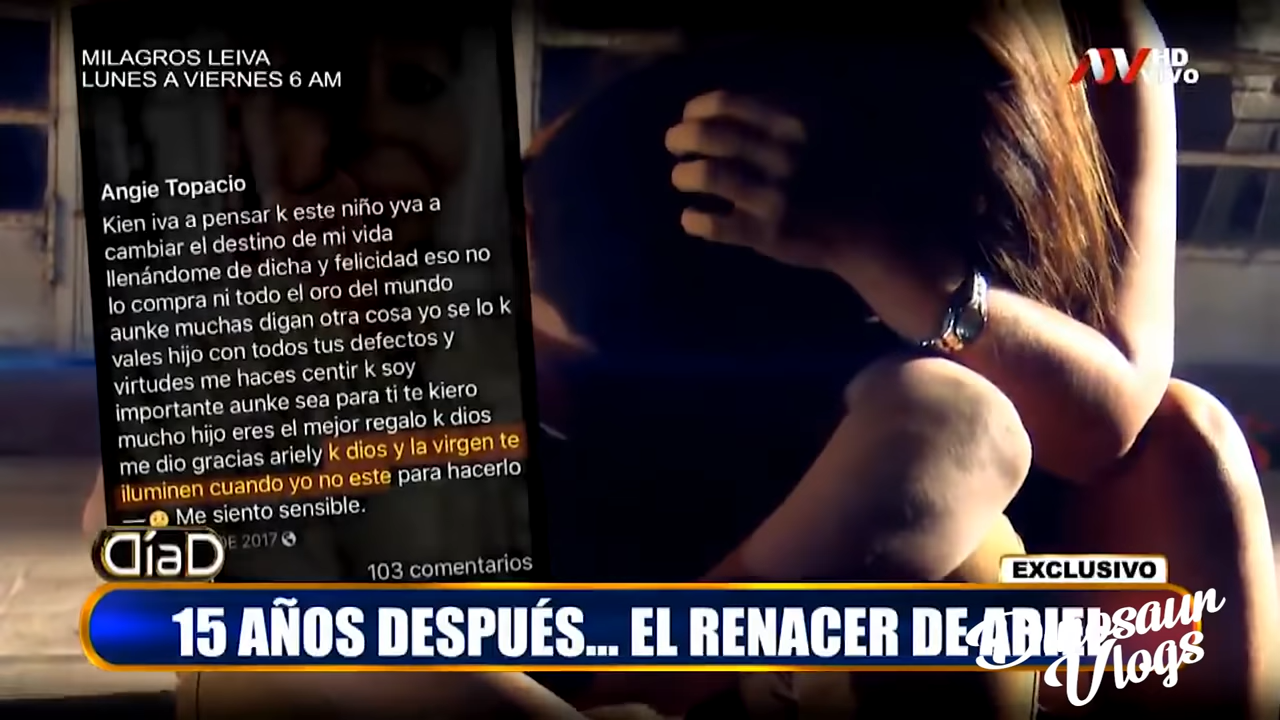 MILAGROS LEIVA
LUNES A VIERNES 6 AM
HD
VIVO
Angie Topacio
Kien iva a pensar k este niño yva a
cambiar el destino de mi vida
llenándome de dicha y felicidad eso no
lo compra ni todo el oro del mundo
aunke muchas digan otra cosa yo se lo k
vales hijo con todos tus defectos y
virtudes me haces centir k soy
importante aunke sea para ti te kiero
mucho hijo eres el mejor regalo k dios
me dio gracias ariely k dios y la virgen te
iluminen cuando yo no este para hacerlo
— Me siento sensible.
DE 2017
103 comentarios
DíaD
EXCLUSIVO
15 AÑOS DESPUÉS... EL RENACER DE
Vlogs